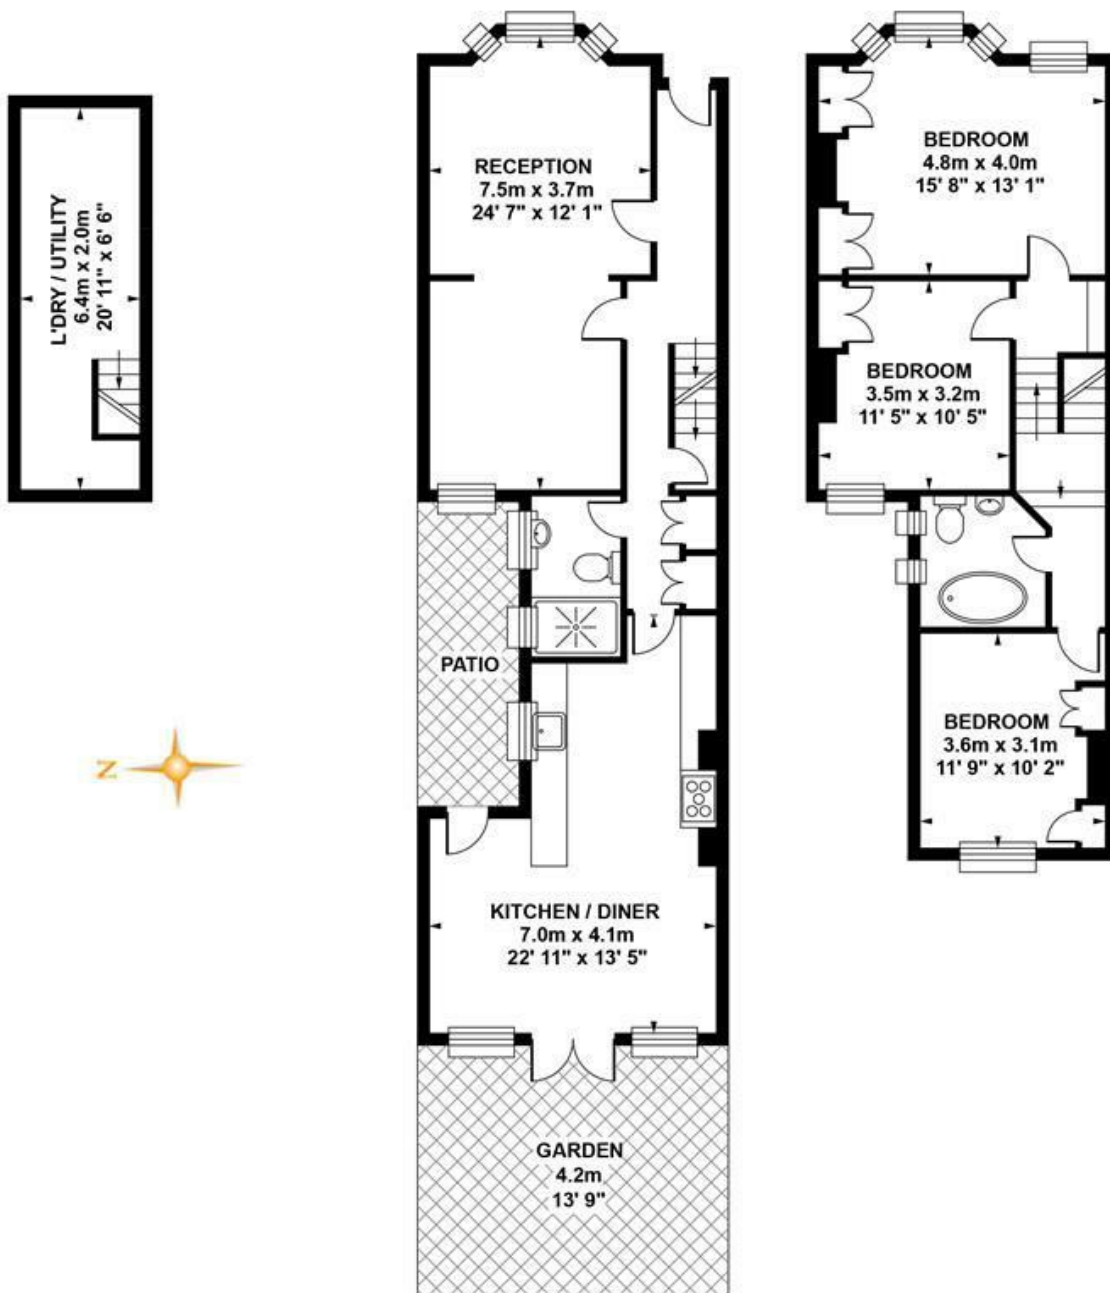 L'DRY / UTILITY
6.4m x 2.0m
20' 11" x 6' 6"
RECEPTION
7.5m x 3.7m
24' 7" x 12' 1"
PATIO
KITCHEN / DINER
7.0m x 4.1m
22' 11" x 13' 5"
GARDEN
4.2m
13' 9"
BEDROOM
4.8m x 4.0m
15' 8" x 13' 1"
BEDROOM
3.5m x 3.2m
11' 5" x 10' 5"
BEDROOM
3.6m x 3.1m
11' 9" x 10' 2"
N